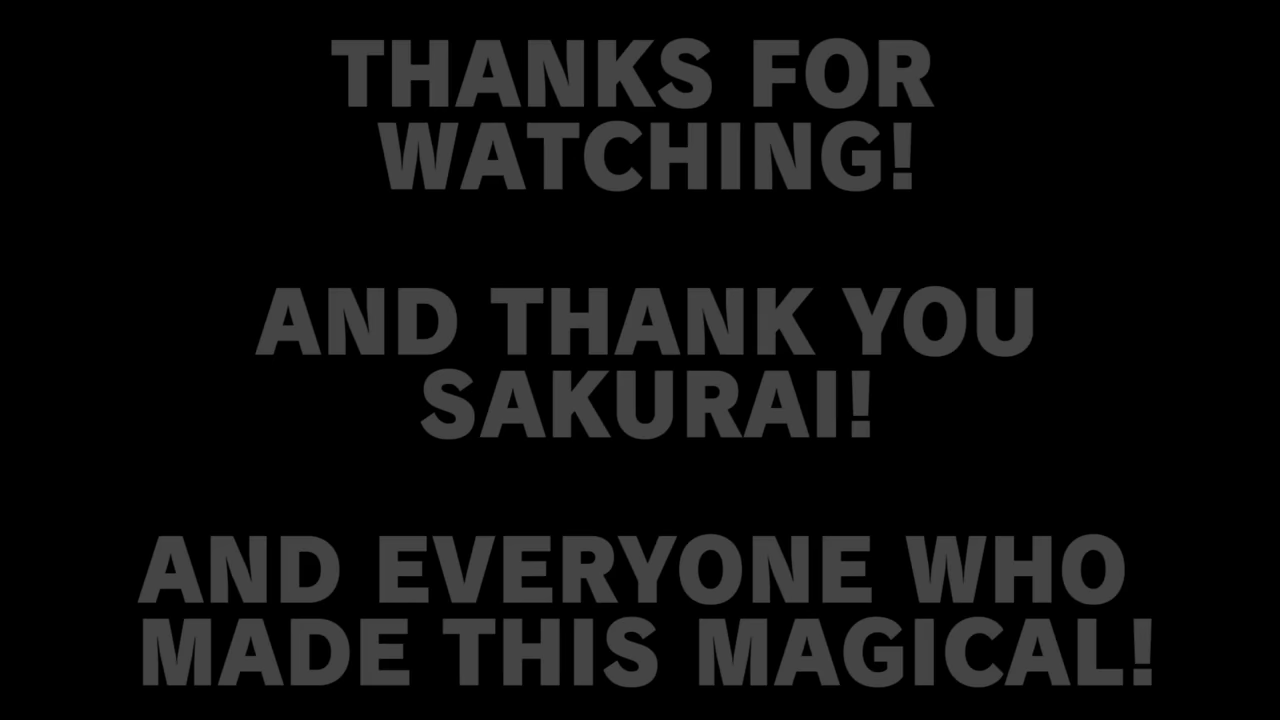 THANKS FOR
WATCHING!
AND THANK YOU
SAKURAI!
AND EVERYONE WHO
MADE THIS MAGICAL!